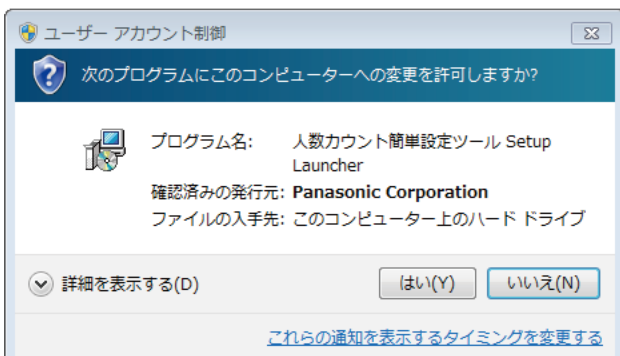 ユーザー アカウント制御
次のプログラムにこのコンピューターへの変更を許可しますか?
プログラム名: 人数カウント簡単設定ツール Setup
Launcher
確認済みの発行元: Panasonic Corporation
ファイルの入手先: このコンピューター上のハード ドライブ
詳細を表示する(D) はい(Y) いいえ(N)
これらの通知を表示するタイミングを変更する